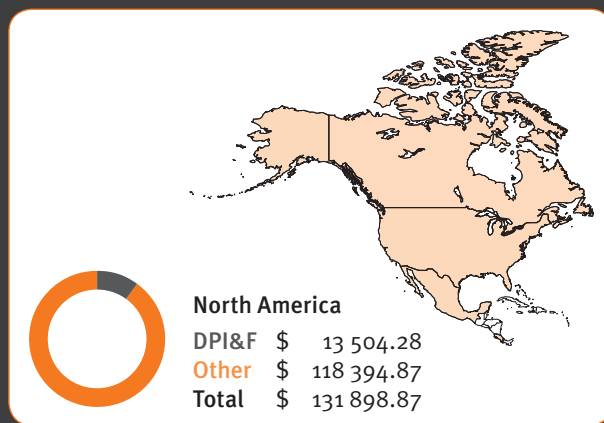 North America
DPI&F $ 13 504.28
Other $ 118 394.87
Total $ 131 898.87